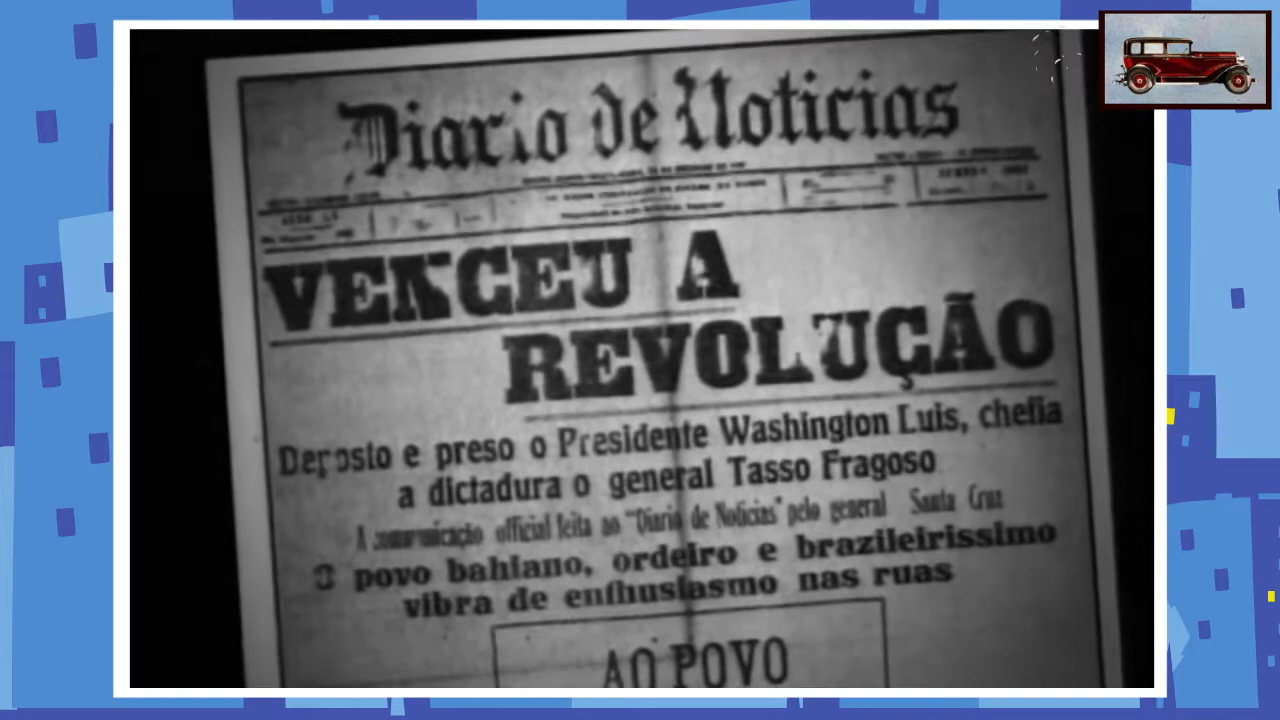 Diario de Noticias
VENCEU A
REVOLUÇÃO
Deposto e preso o Presidente Washington Luis, chefia
a dictadura o general Tasso Fragoso
A communicação official feita ao "Diario de Noticias" pelo general Santa Cruz
O povo bahiano, ordeiro e brazileirissimo
vibra de enthusiasmo nas ruas
AO POVO